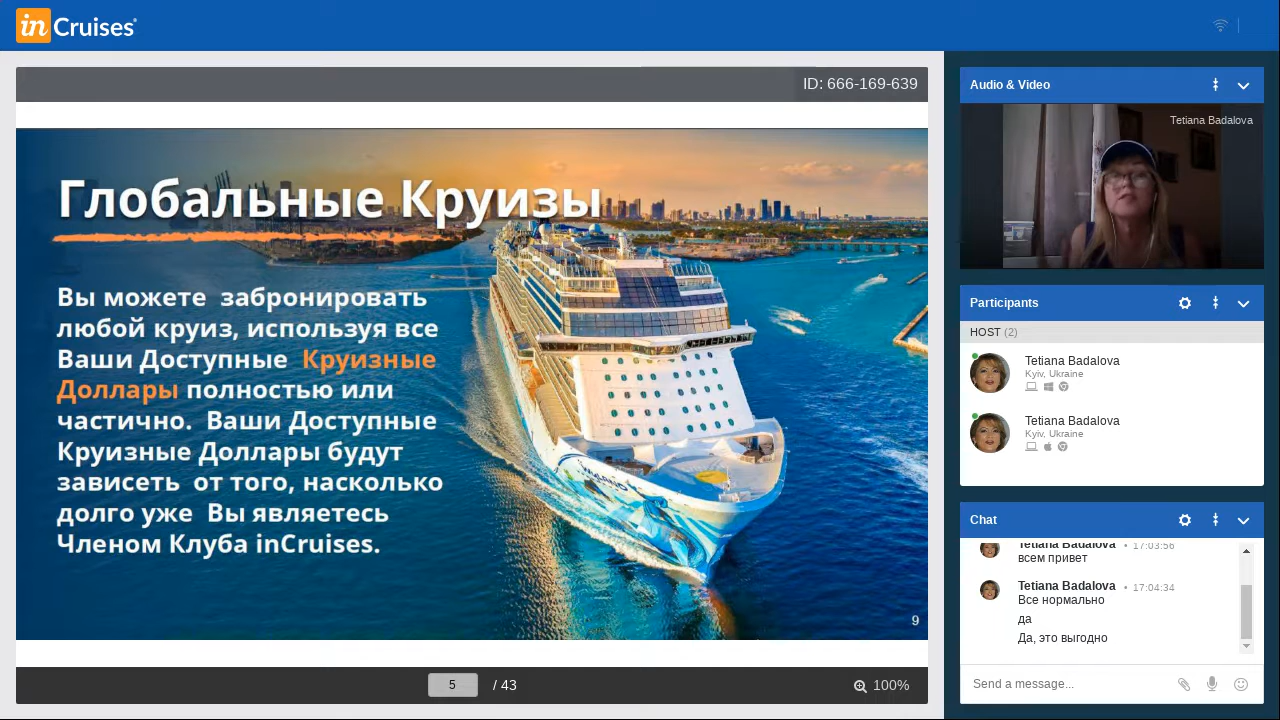 inCruises®
ID: 666-169-639
Глобальные Круизы
Вы можете забронировать
любой круиз, используя все
Ваши Доступные Круизные
Доллары полностью или
частично. Ваши Доступные
Круизные Доллары будут
зависеть от того, насколько
долго уже Вы являетесь
Членом Клуба inCruises.
9
5 / 43
100%
Audio & Video
Tetiana Badalova
Participants
HOST (2)
Tetiana Badalova
Kyiv, Ukraine
Tetiana Badalova
Kyiv, Ukraine
Chat
Tetiana Badalova • 17:03:56
всем привет
Tetiana Badalova • 17:04:34
Все нормально
да
Да, это выгодно
Send a message...